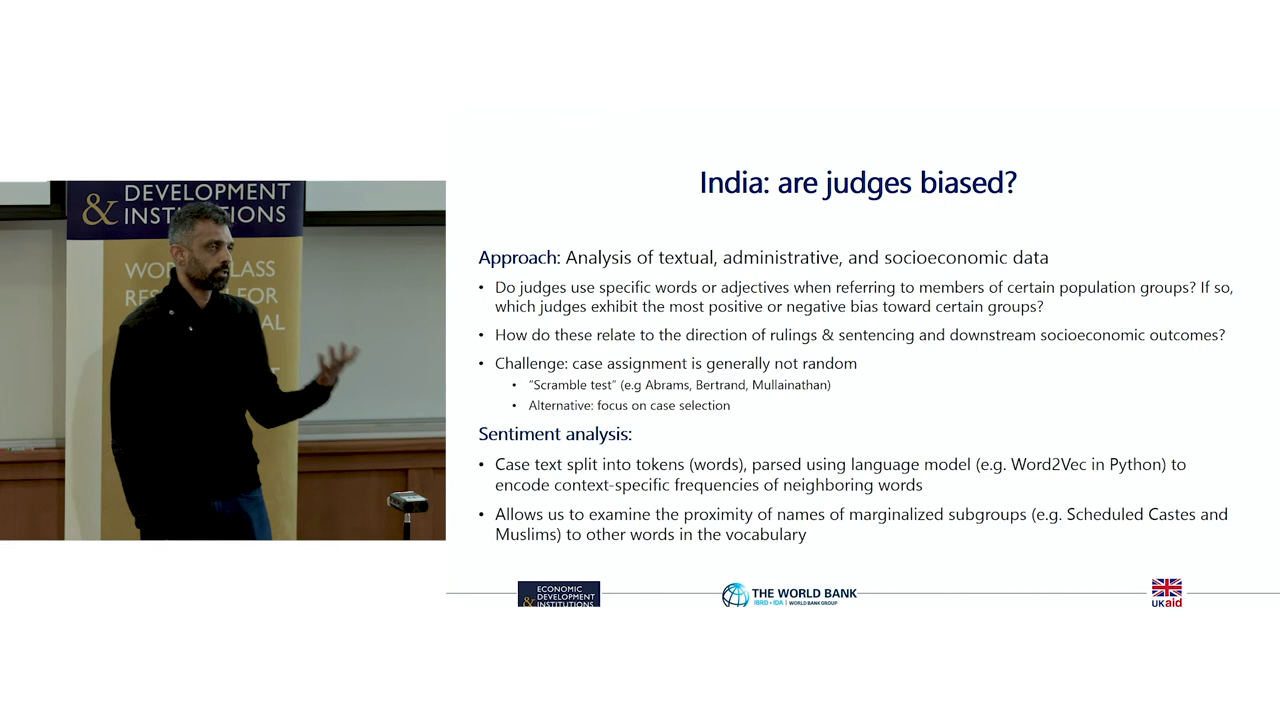 DEVELOPMENT
& INSTITUTIONS
India: are judges biased?
Approach: Analysis of textual, administrative, and socioeconomic data
• Do judges use specific words or adjectives when referring to members of certain population groups? If so,
which judges exhibit the most positive or negative bias toward certain groups?
• How do these relate to the direction of rulings & sentencing and downstream socioeconomic outcomes?
• Challenge: case assignment is generally not random
• “Scramble test” (e.g Abrams, Bertrand, Mullainathan)
• Alternative: focus on case selection
Sentiment analysis:
• Case text split into tokens (words), parsed using language model (e.g. Word2Vec in Python) to
encode context-specific frequencies of neighboring words
• Allows us to examine the proximity of names of marginalized subgroups (e.g. Scheduled Castes and
Muslims) to other words in the vocabulary
ECONOMIC
DEVELOPMENT
& INSTITUTIONS
THE WORLD BANK
IBRD • IDA | WORLD BANK GROUP
UKaid